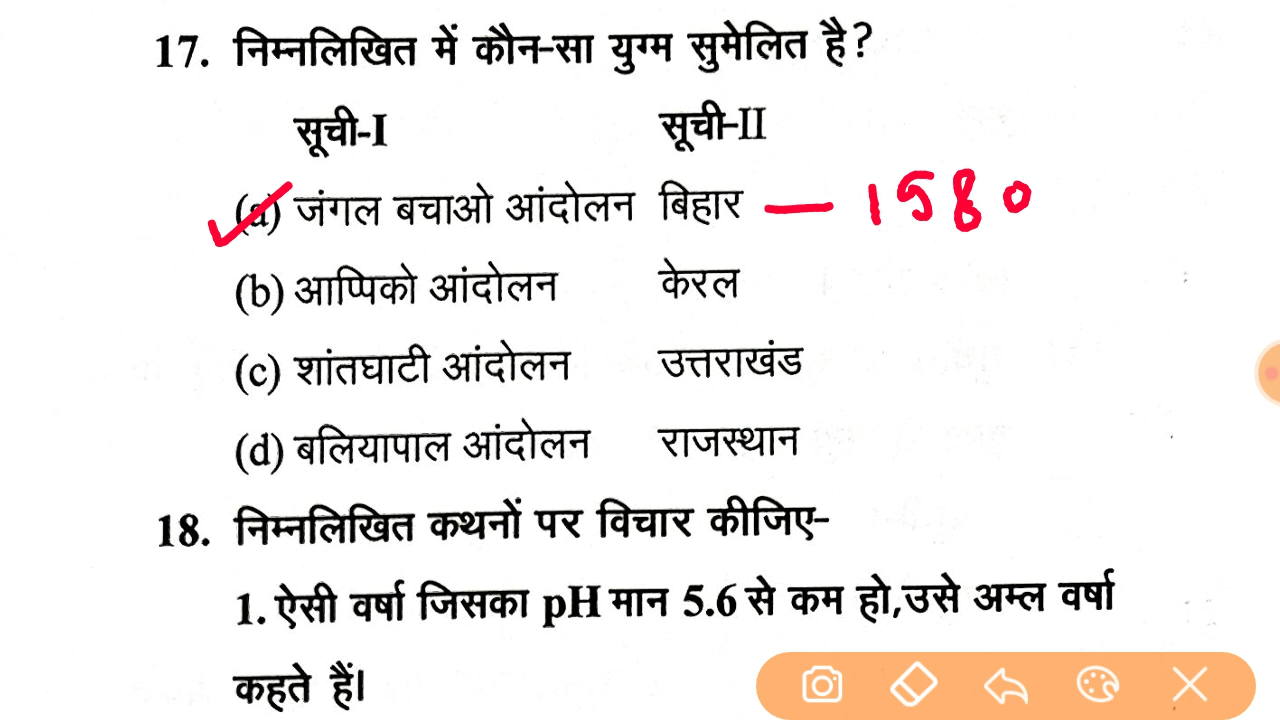 17. निम्नलिखित में कौन-सा युग्म सुमेलित है?
सूची-I सूची-II
(a) जंगल बचाओ आंदोलन बिहार — 1980
(b) आप्पिको आंदोलन केरल
(c) शांतघाटी आंदोलन उत्तराखंड
(d) बलियापाल आंदोलन राजस्थान
18. निम्नलिखित कथनों पर विचार कीजिए-
1. ऐसी वर्षा जिसका pH मान 5.6 से कम हो,उसे अम्ल वर्षा
कहते हैं।